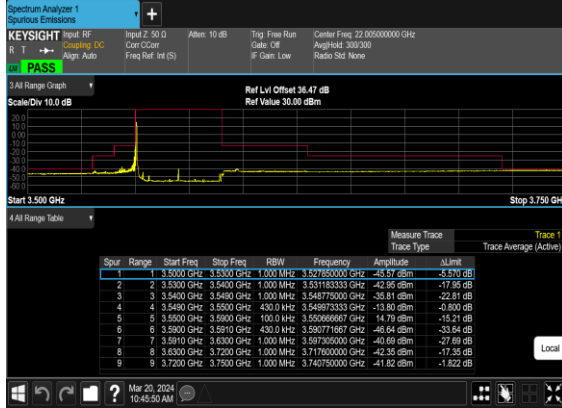 Spectrum Analyzer 1
Spurious Emissions
+
KEYSIGHT Input: RF Input Z: 50 Ω Atten: 10 dB Trig: Free Run Center Freq: 22.005000000 GHz
R T Coupling: DC Corr CCorr Gate: Off Avg|Hold: 300/300
Align: Auto Freq Ref: Int (S) IF Gain: Low Radio Std: None
PASS
3 All Range Graph
Ref Lvl Offset 36.47 dB
Scale/Div 10.0 dB Ref Value 30.00 dBm
20.0
10.0
0.00
-10.0
-20.0
-30.0
-40.0
-50.0
-60.0
Start 3.500 GHz Stop 3.750 GH
4 All Range Table
Measure Trace Trace 1
Trace Type Trace Average (Active)
Spur Range Start Freq Stop Freq RBW Frequency Amplitude ΔLimit
1 1 3.5000 GHz 3.5300 GHz 1.000 MHz 3.527850000 GHz -45.57 dBm -5.570 dB
2 2 3.5300 GHz 3.5400 GHz 1.000 MHz 3.531183333 GHz -42.95 dBm -17.95 dB
3 3 3.5400 GHz 3.5490 GHz 1.000 MHz 3.548775000 GHz -35.81 dBm -22.81 dB
4 4 3.5490 GHz 3.5500 GHz 430.0 kHz 3.549973333 GHz -13.80 dBm -0.800 dB
5 5 3.5500 GHz 3.5900 GHz 100.0 kHz 3.550666667 GHz 14.79 dBm -15.21 dB
6 6 3.5900 GHz 3.5910 GHz 430.0 kHz 3.590771667 GHz -46.64 dBm -33.64 dB
7 7 3.5910 GHz 3.6300 GHz 1.000 MHz 3.597305000 GHz -40.69 dBm -27.69 dB
8 8 3.6300 GHz 3.7200 GHz 1.000 MHz 3.717600000 GHz -42.35 dBm -17.35 dB
9 9 3.7200 GHz 3.7500 GHz 1.000 MHz 3.740750000 GHz -41.82 dBm -1.822 dB
Local
? Mar 20, 2024
10:45:50 AM